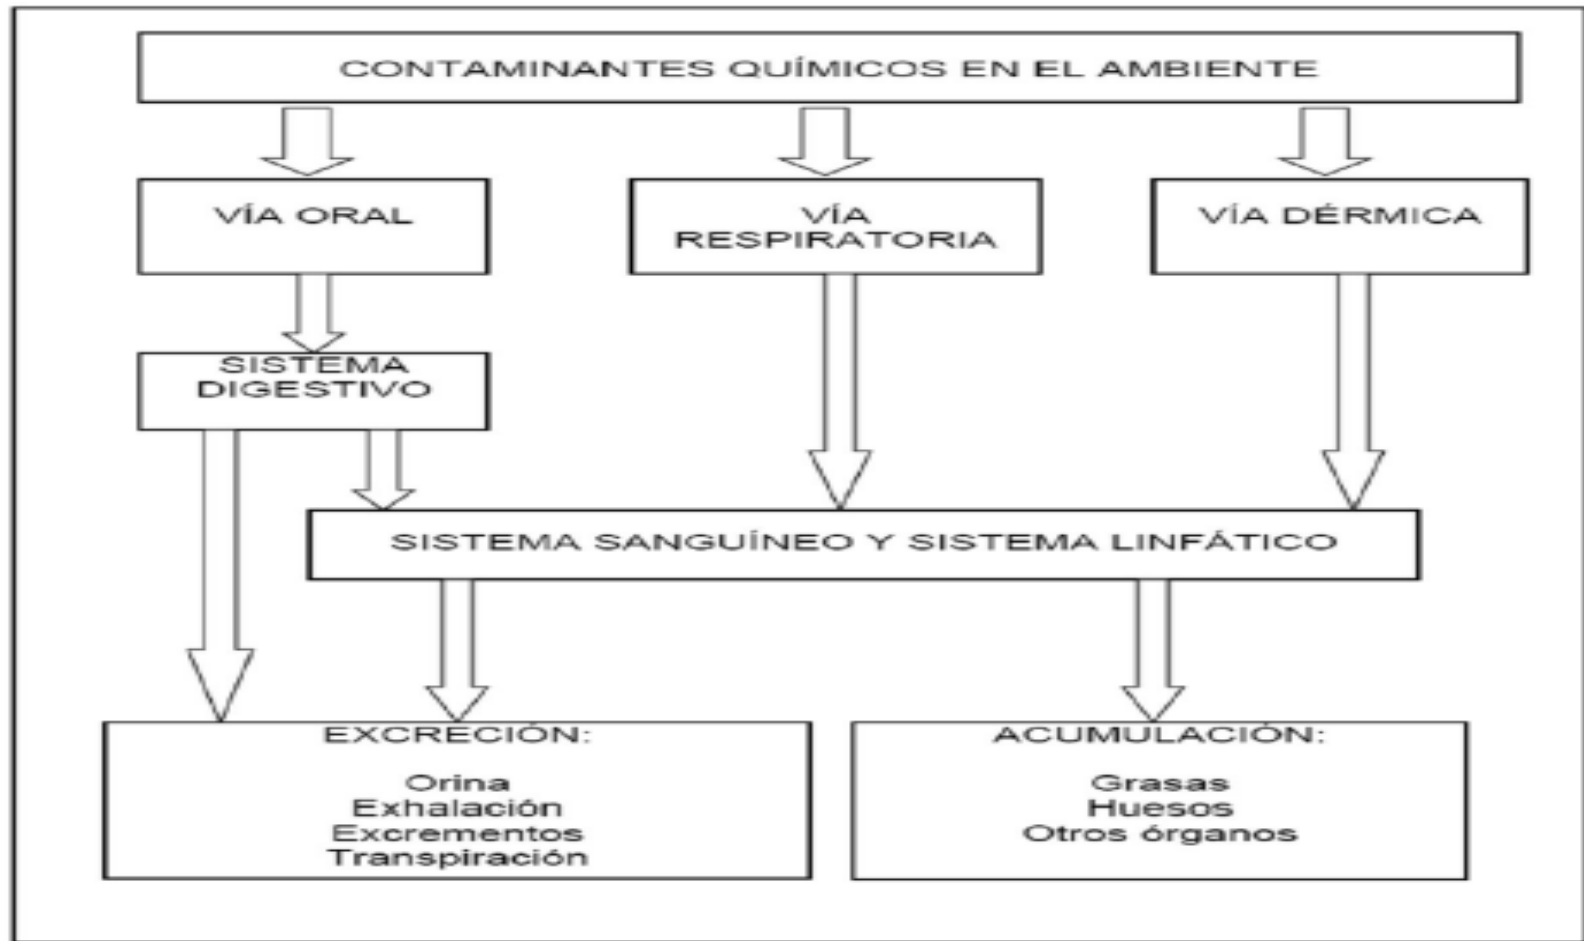 CONTAMINANTES QUÍMICOS EN EL AMBIENTE
VÍA ORAL
VÍA
RESPIRATORIA
VÍA DÉRMICA
SISTEMA
DIGESTIVO
SISTEMA SANGUÍNEO Y SISTEMA LINFÁTICO
EXCRECIÓN:
Orina
Exhalación
Excrementos
Transpiración
ACUMULACIÓN:
Grasas
Huesos
Otros órganos